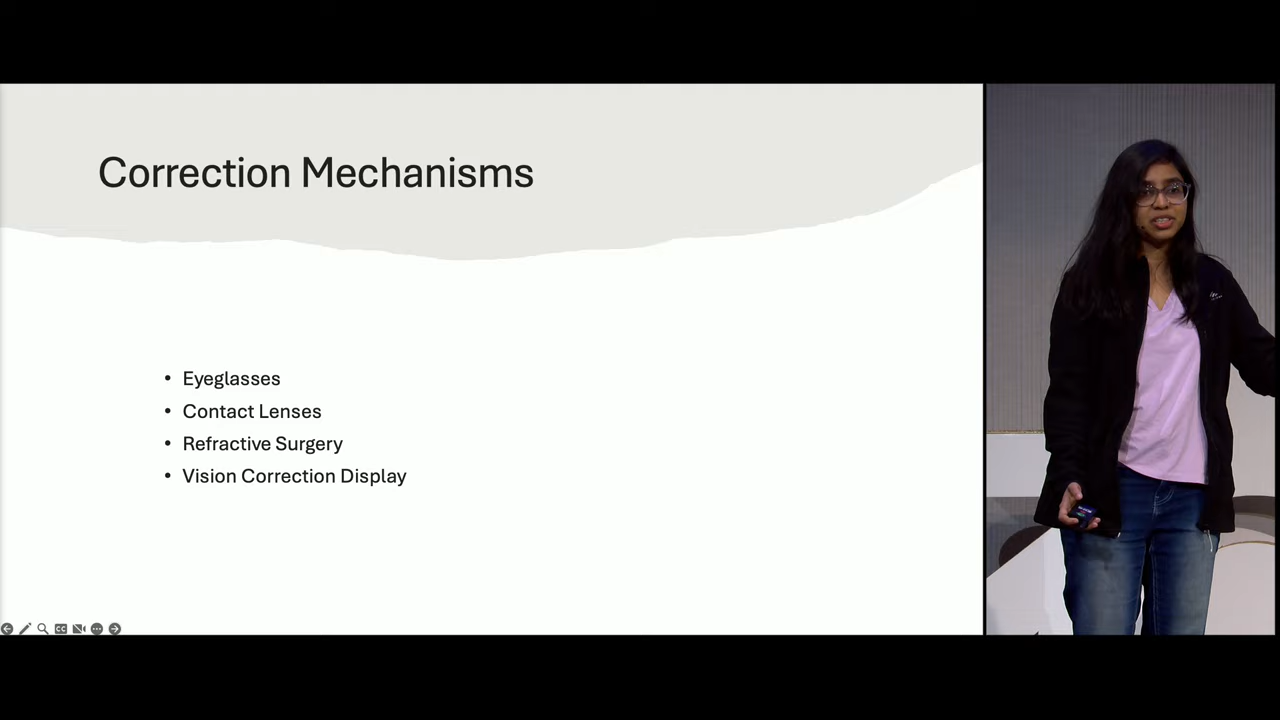 Correction Mechanisms
• Eyeglasses
• Contact Lenses
• Refractive Surgery
• Vision Correction Display